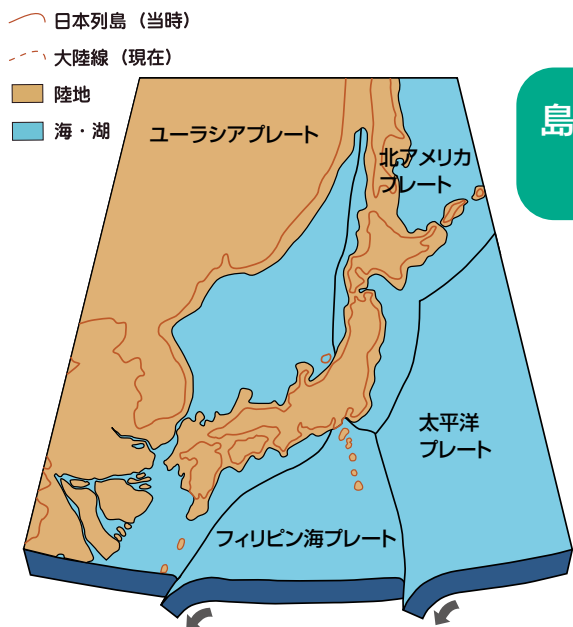 日本列島（当時）
大陸線（現在）
陸地
海・湖
島
ユーラシアプレート
北アメリカ
プレート
太平洋
プレート
フィリピン海プレート